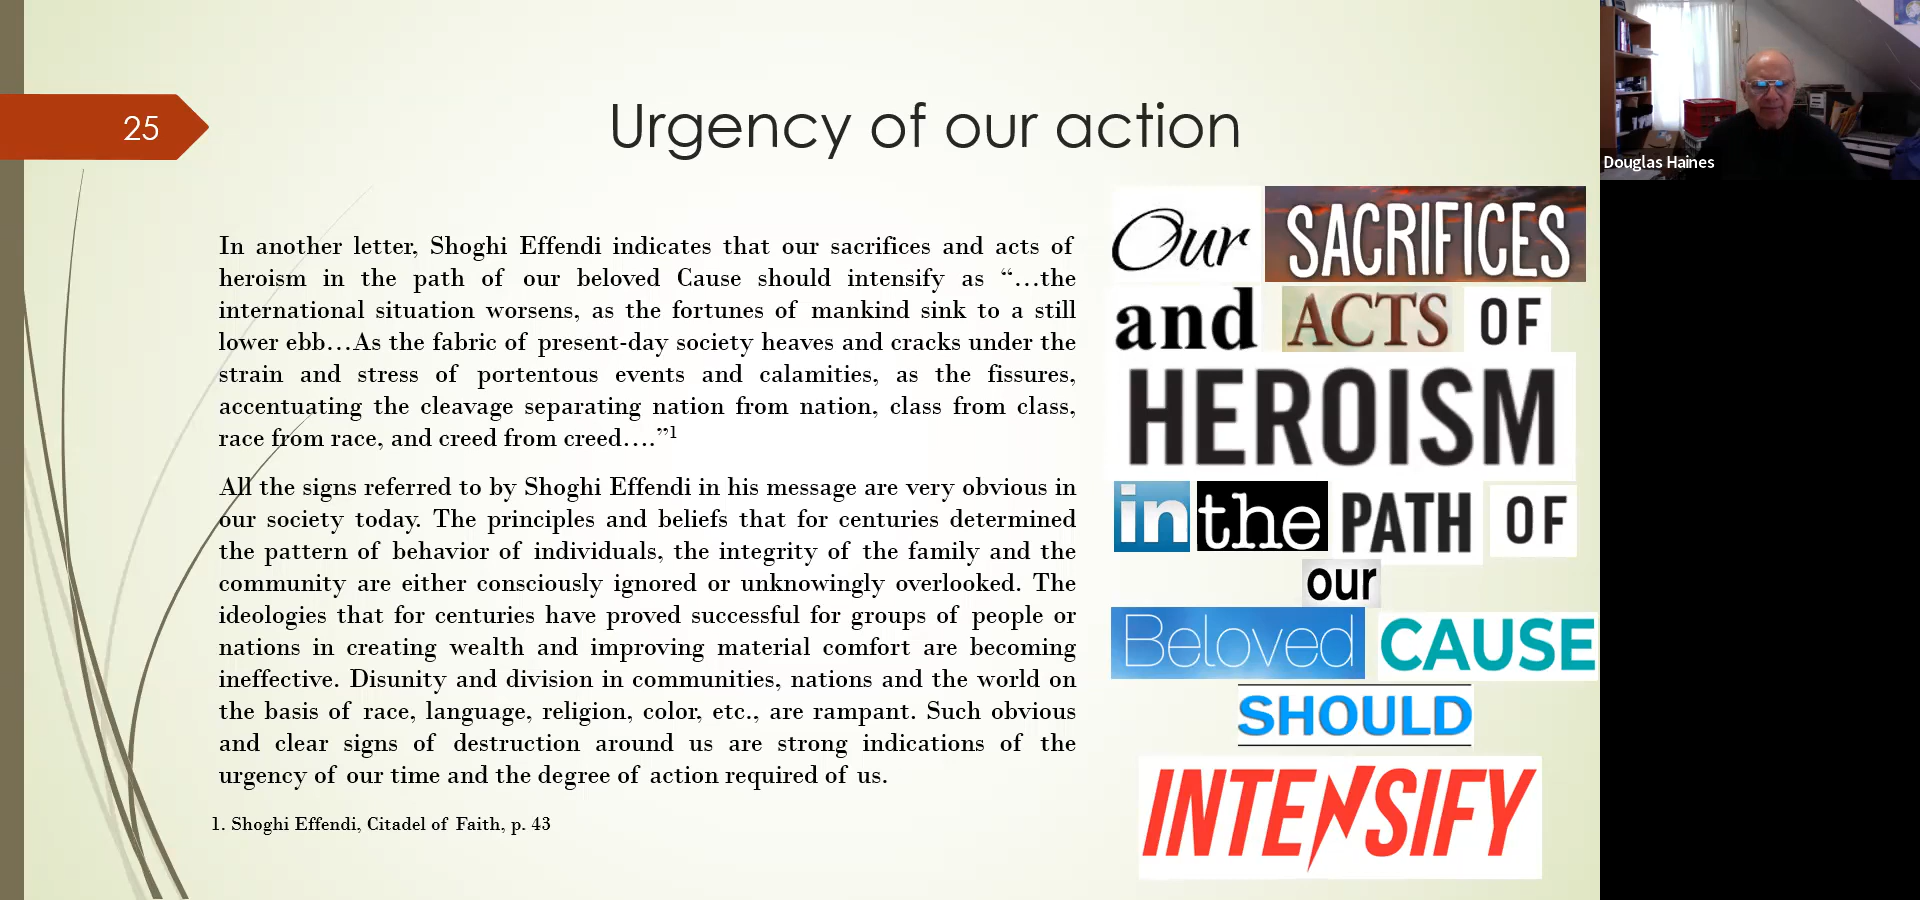 25
Urgency of our action
In another letter, Shoghi Effendi indicates that our sacrifices and acts of
heroism in the path of our beloved Cause should intensify as “…the
international situation worsens, as the fortunes of mankind sink to a still
lower ebb…As the fabric of present-day society heaves and cracks under the
strain and stress of portentous events and calamities, as the fissures,
accentuating the cleavage separating nation from nation, class from class,
race from race, and creed from creed….”1
All the signs referred to by Shoghi Effendi in his message are very obvious in
our society today. The principles and beliefs that for centuries determined
the pattern of behavior of individuals, the integrity of the family and the
community are either consciously ignored or unknowingly overlooked. The
ideologies that for centuries have proved successful for groups of people or
nations in creating wealth and improving material comfort are becoming
ineffective. Disunity and division in communities, nations and the world on
the basis of race, language, religion, color, etc., are rampant. Such obvious
and clear signs of destruction around us are strong indications of the
urgency of our time and the degree of action required of us.
1. Shoghi Effendi, Citadel of Faith, p. 43
Our SACRIFICES
and ACTS OF
HEROISM
in the PATH OF
our
Beloved CAUSE
SHOULD
INTENSIFY
Douglas Haines